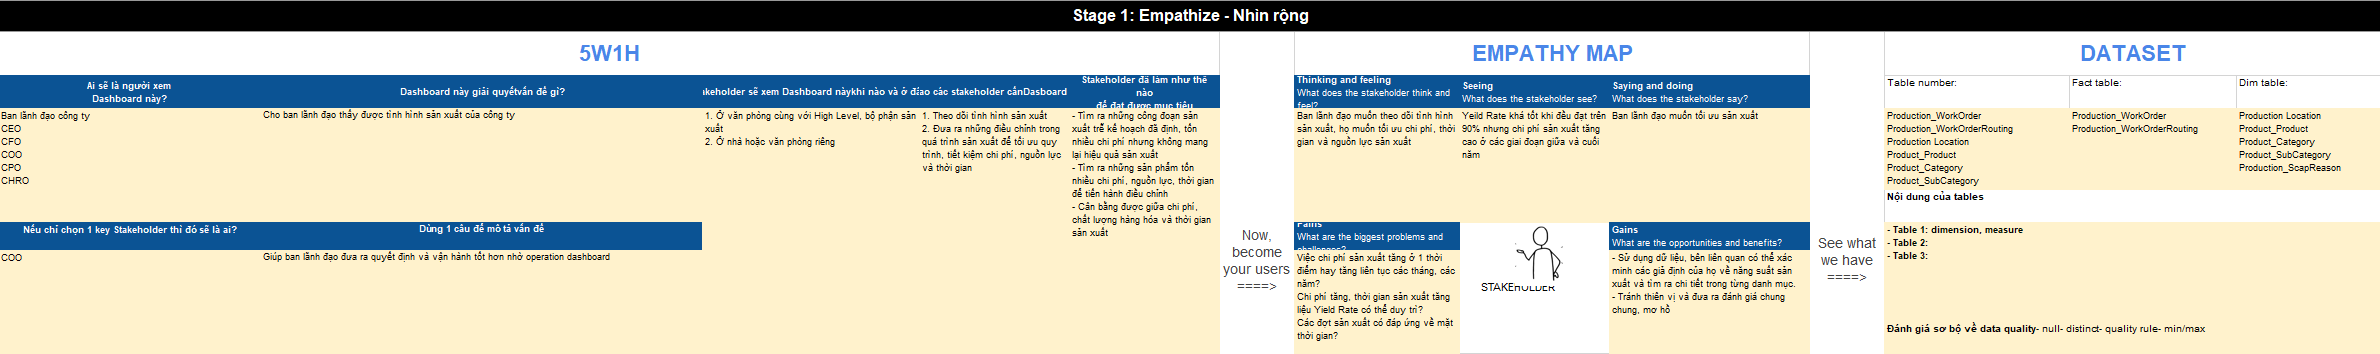 Stage 1: Empathize - Nhìn rộng
5W1H
Ai sẽ là người xem
Dashboard này?
Dashboard này giải quyếtvấn đề gì?
keholder sẽ xem Dashboard nàykhi nào và ở đâ
ao các stakeholder cầnDasboard
Stakeholder đã làm như thế
nào
để đạt được mục tiêu
Ban lãnh đạo công ty
CEO
CFO
COO
CPO
CHRO
Cho ban lãnh đạo thấy được tình hình sản xuất của công ty
1. Ở văn phòng cùng với High Level, bộ phận sản
xuất
2. Ở nhà hoặc văn phòng riêng
1. Theo dõi tình hình sản xuất
2. Đưa ra những điều chỉnh trong
quá trình sản xuất để tối ưu quy
trình, tiết kiệm chi phí, nguồn lực
và thời gian
- Tìm ra những công đoạn sản
xuất trễ kế hoạch đã định, tốn
nhiều chi phí nhưng không mang
lại hiệu quả sản xuất
- Tìm ra những sản phẩm tốn
nhiều chi phí, nguồn lực, thời gian
để tiến hành điều chỉnh
- Cần bằng được giữa chi phí,
chất lượng hàng hóa và thời gian
sản xuất
Nếu chỉ chọn 1 key Stakeholder thì đó sẽ là ai?
Dùng 1 câu để mô tả vấn đề
COO
Giúp ban lãnh đạo đưa ra quyết định và vận hành tốt hơn nhờ operation dashboard
Now,
become
your users
====>
EMPATHY MAP
Thinking and feeling
What does the stakeholder think and
feel?
Seeing
What does the stakeholder see?
Saying and doing
What does the stakeholder say?
Ban lãnh đạo muốn theo dõi tình hình
sản xuất, họ muốn tối ưu chi phí, thời
gian và nguồn lực sản xuất
Yeild Rate khá tốt khi đều đạt trên
90% nhưng chi phí sản xuất tăng
cao ở các giai đoạn giữa và cuối
năm
Ban lãnh đạo muốn tối ưu sản xuất
Pains
What are the biggest problems and
challenges?
STAKEHOLDER
Gains
What are the opportunities and benefits?
Việc chi phí sản xuất tăng ở 1 thời
điểm hay tăng liên tục các tháng, các
năm?
Chi phí tăng, thời gian sản xuất tăng
liệu Yield Rate có thể duy trì?
Các đợt sản xuất có đáp ứng về mặt
thời gian?
- Sử dụng dữ liệu, bên liên quan có thể xác
minh các giả định của họ về năng suất sản
xuất và tìm ra chi tiết trong từng danh mục.
- Tránh thiên vị và đưa ra đánh giá chung
chung, mơ hồ
See what
we have
====>
DATASET
Table number:
Fact table:
Dim table:
Production_WorkOrder
Production_WorkOrderRouting
Production Location
Product_Product
Product_Category
Product_SubCategory
Production_WorkOrder
Production_WorkOrderRouting
Production Location
Product_Product
Product_Category
Product_SubCategory
Production_ScapReason
Nội dung của tables
- Table 1: dimension, measure
- Table 2:
- Table 3:
Đánh giá sơ bộ về data quality- null- distinct- quality rule- min/max